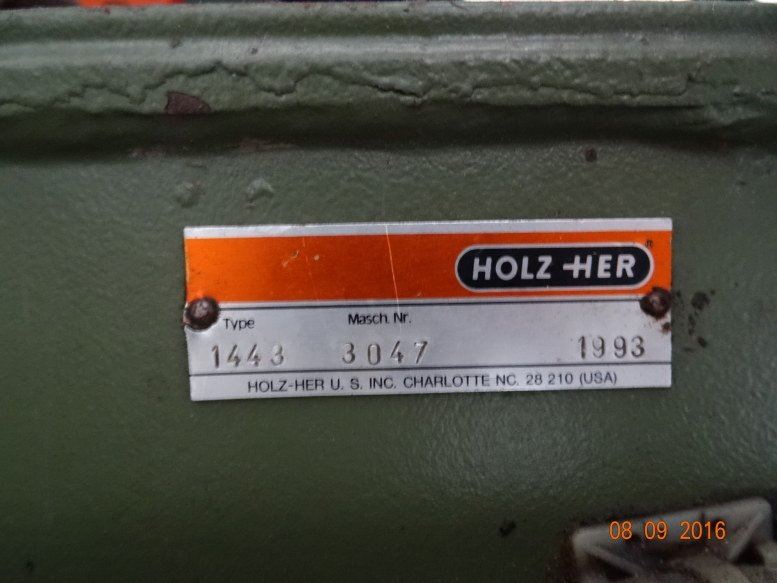 HOLZ-HER®
Type Masch. Nr.
1443 3047 1993
HOLZ-HER U. S. INC. CHARLOTTE NC. 28 210 (USA)
08 09 2016